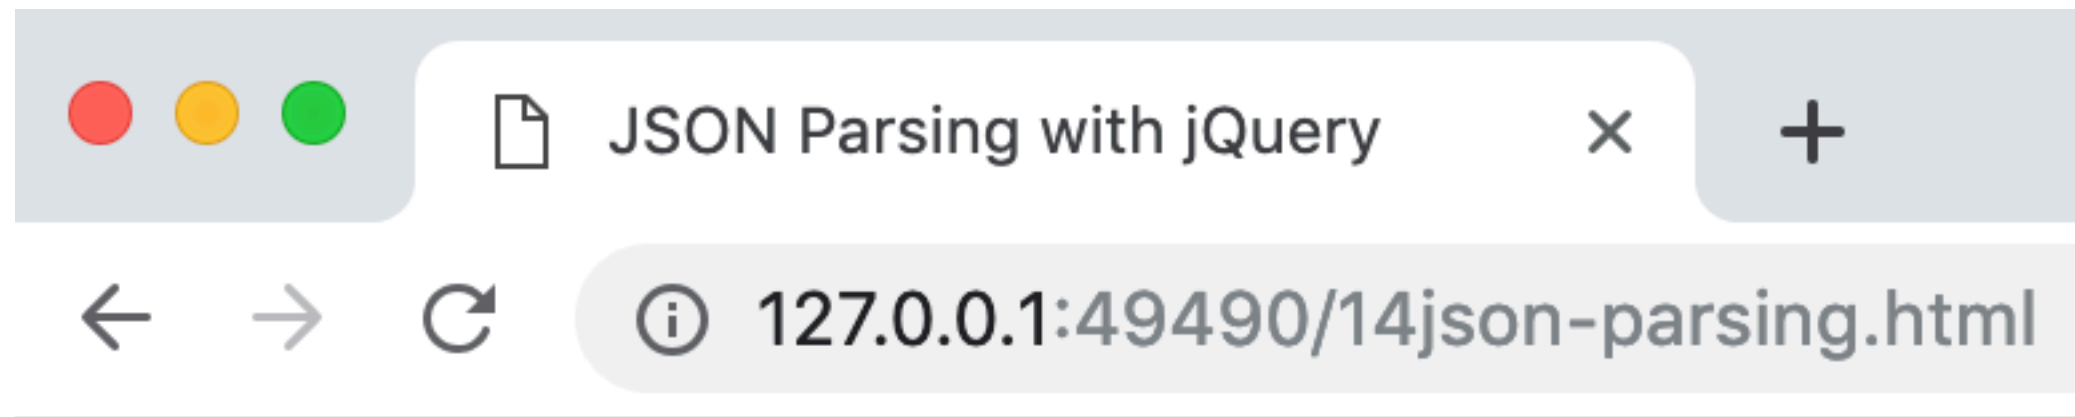 JSON Parsing with jQuery
127.0.0.1:49490/14json-parsing.html